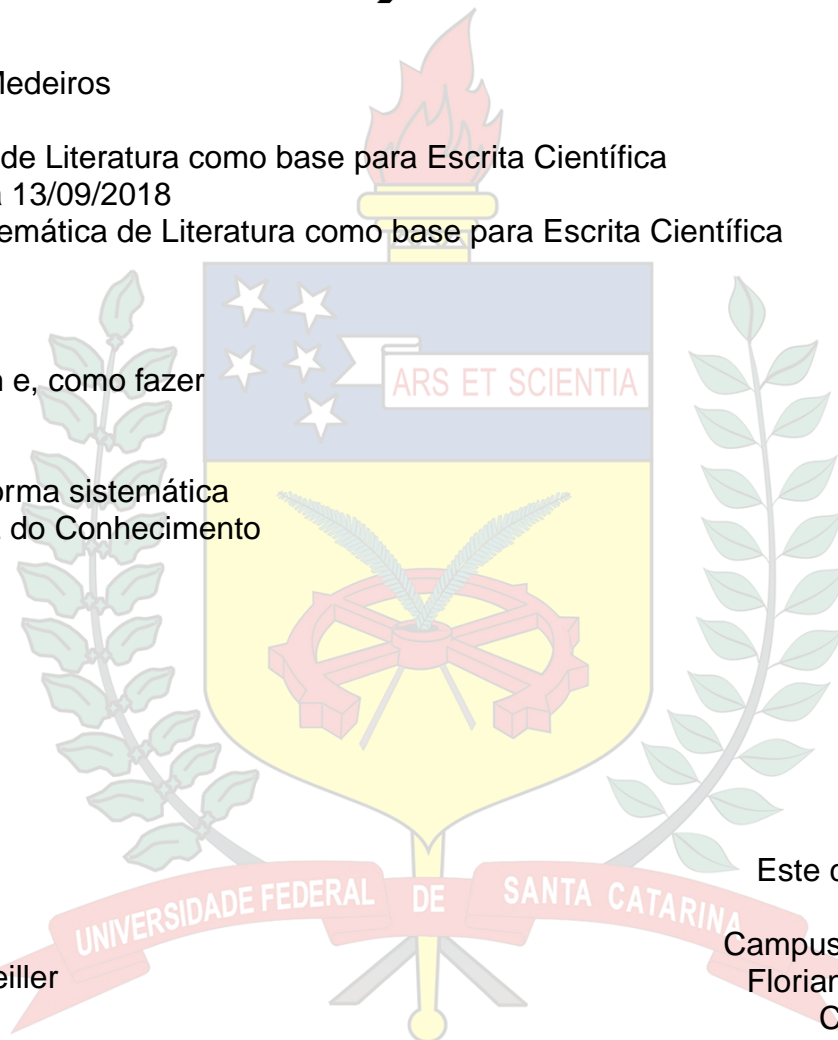 Medeiros
de Literatura como base para Escrita Científica
13/09/2018
emática de Literatura como base para Escrita Científica
e, como fazer
ARS ET SCIENTIA
orma sistemática
do Conhecimento
Este
UNIVERSIDADE FEDERAL DE SANTA CATARINA
Campus
eiller
Florian
C